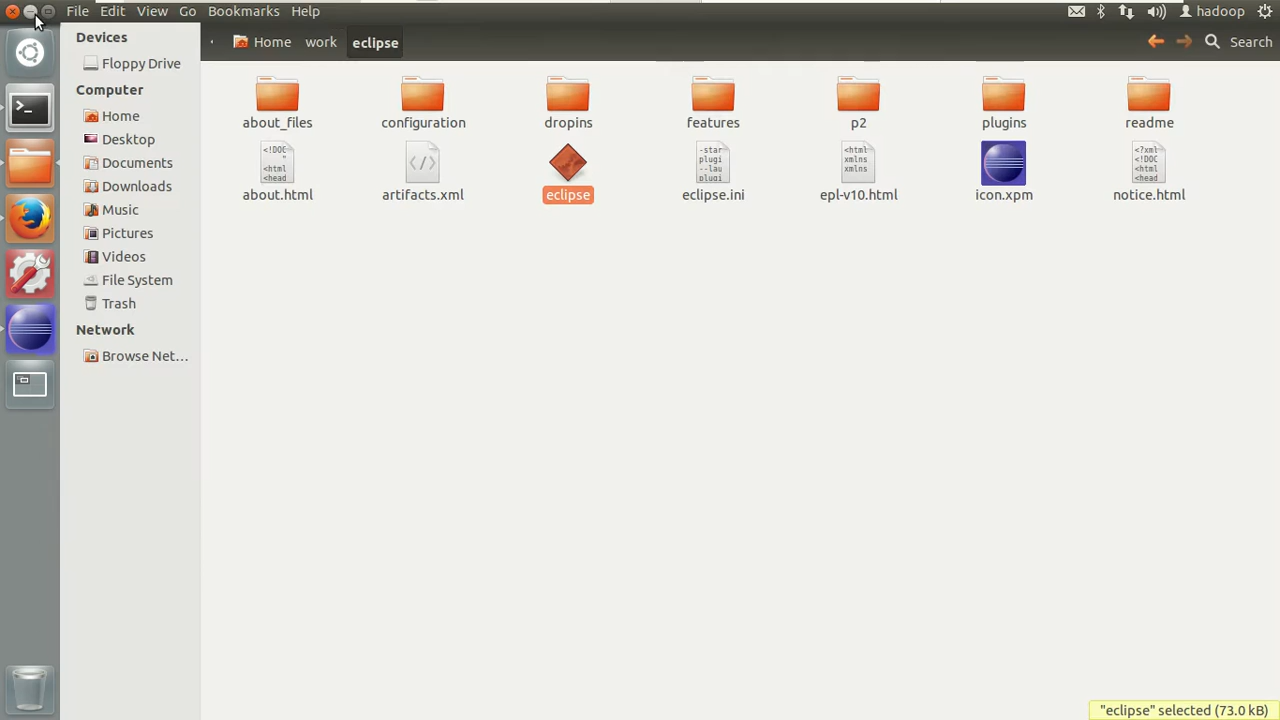 File Edit View Go Bookmarks Help hadoop
Devices
Floppy Drive
Computer
Home
Desktop
Documents
Downloads
Music
Pictures
Videos
File System
Trash
Network
Browse Net...
Home work eclipse Search
about_files configuration dropins features p2 plugins readme
about.html artifacts.xml eclipse eclipse.ini epl-v10.html icon.xpm notice.html
"eclipse" selected (73.0 kB)